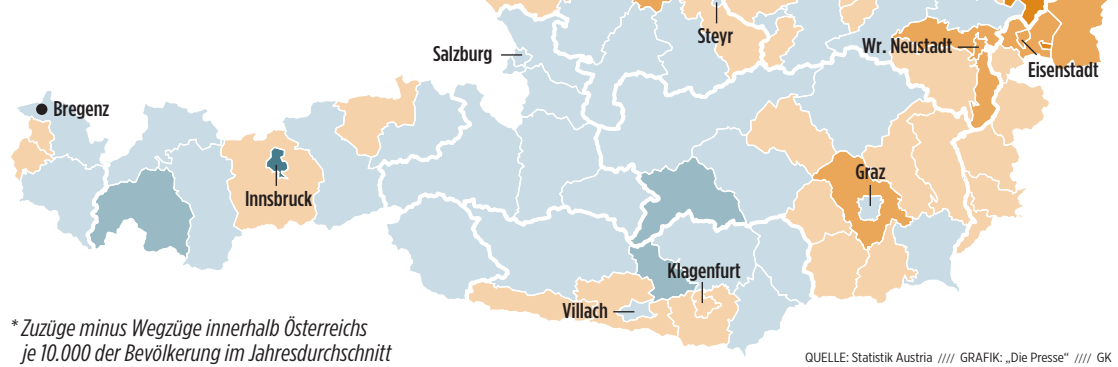 Steyr
Salzburg
Wr. Neustadt
Eisenstadt
Bregenz
Innsbruck
Graz
Klagenfurt
Villach
* Zuzüge minus Wegzüge innerhalb Österreichs
je 10.000 der Bevölkerung im Jahresdurchschnitt
QUELLE: Statistik Austria //// GRAFIK: „Die Presse“ //// GK